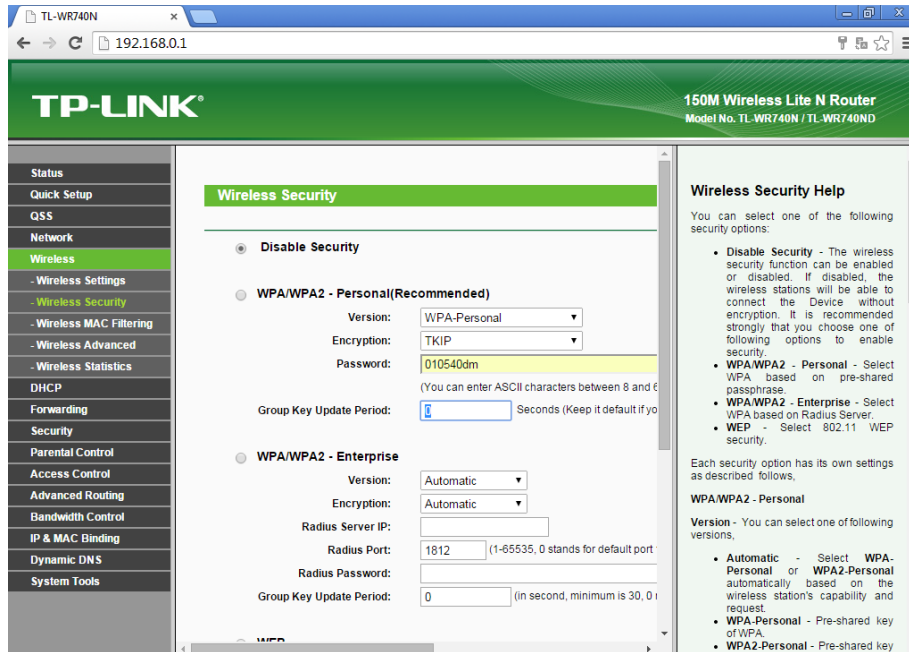 TL-WR740N
192.168.0.1
TP-LINK®
150M Wireless Lite N Router
Model No. TL-WR740N / TL-WR740ND
Status
Quick Setup
QSS
Network
Wireless
- Wireless Settings
- Wireless Security
- Wireless MAC Filtering
- Wireless Advanced
- Wireless Statistics
DHCP
Forwarding
Security
Parental Control
Access Control
Advanced Routing
Bandwidth Control
IP & MAC Binding
Dynamic DNS
System Tools
Wireless Security
Disable Security
WPA/WPA2 - Personal(Recommended)
Version: WPA-Personal
Encryption: TKIP
Password: 010540dm
(You can enter ASCII characters between 8 and 6
Group Key Update Period: 0 Seconds (Keep it default if yo
WPA/WPA2 - Enterprise
Version: Automatic
Encryption: Automatic
Radius Server IP:
Radius Port: 1812 (1-65535, 0 stands for default port
Radius Password:
Group Key Update Period: 0 (in second, minimum is 30, 0
WEP
Wireless Security Help
You can select one of the following
security options:
• Disable Security - The wireless
security function can be enabled
or disabled. If disabled, the
wireless stations will be able to
connect the Device without
encryption. It is recommended
strongly that you choose one of
following options to enable
security.
• WPA/WPA2 - Personal - Select
WPA based on pre-shared
passphrase.
• WPA/WPA2 - Enterprise - Select
WPA based on Radius Server.
• WEP - Select 802.11 WEP
security.
Each security option has its own settings
as described follows,
WPA/WPA2 - Personal
Version - You can select one of following
versions,
• Automatic - Select WPA-
Personal or WPA2-Personal
automatically based on the
wireless station's capability and
request.
• WPA-Personal - Pre-shared key
of WPA.
• WPA2-Personal - Pre-shared key